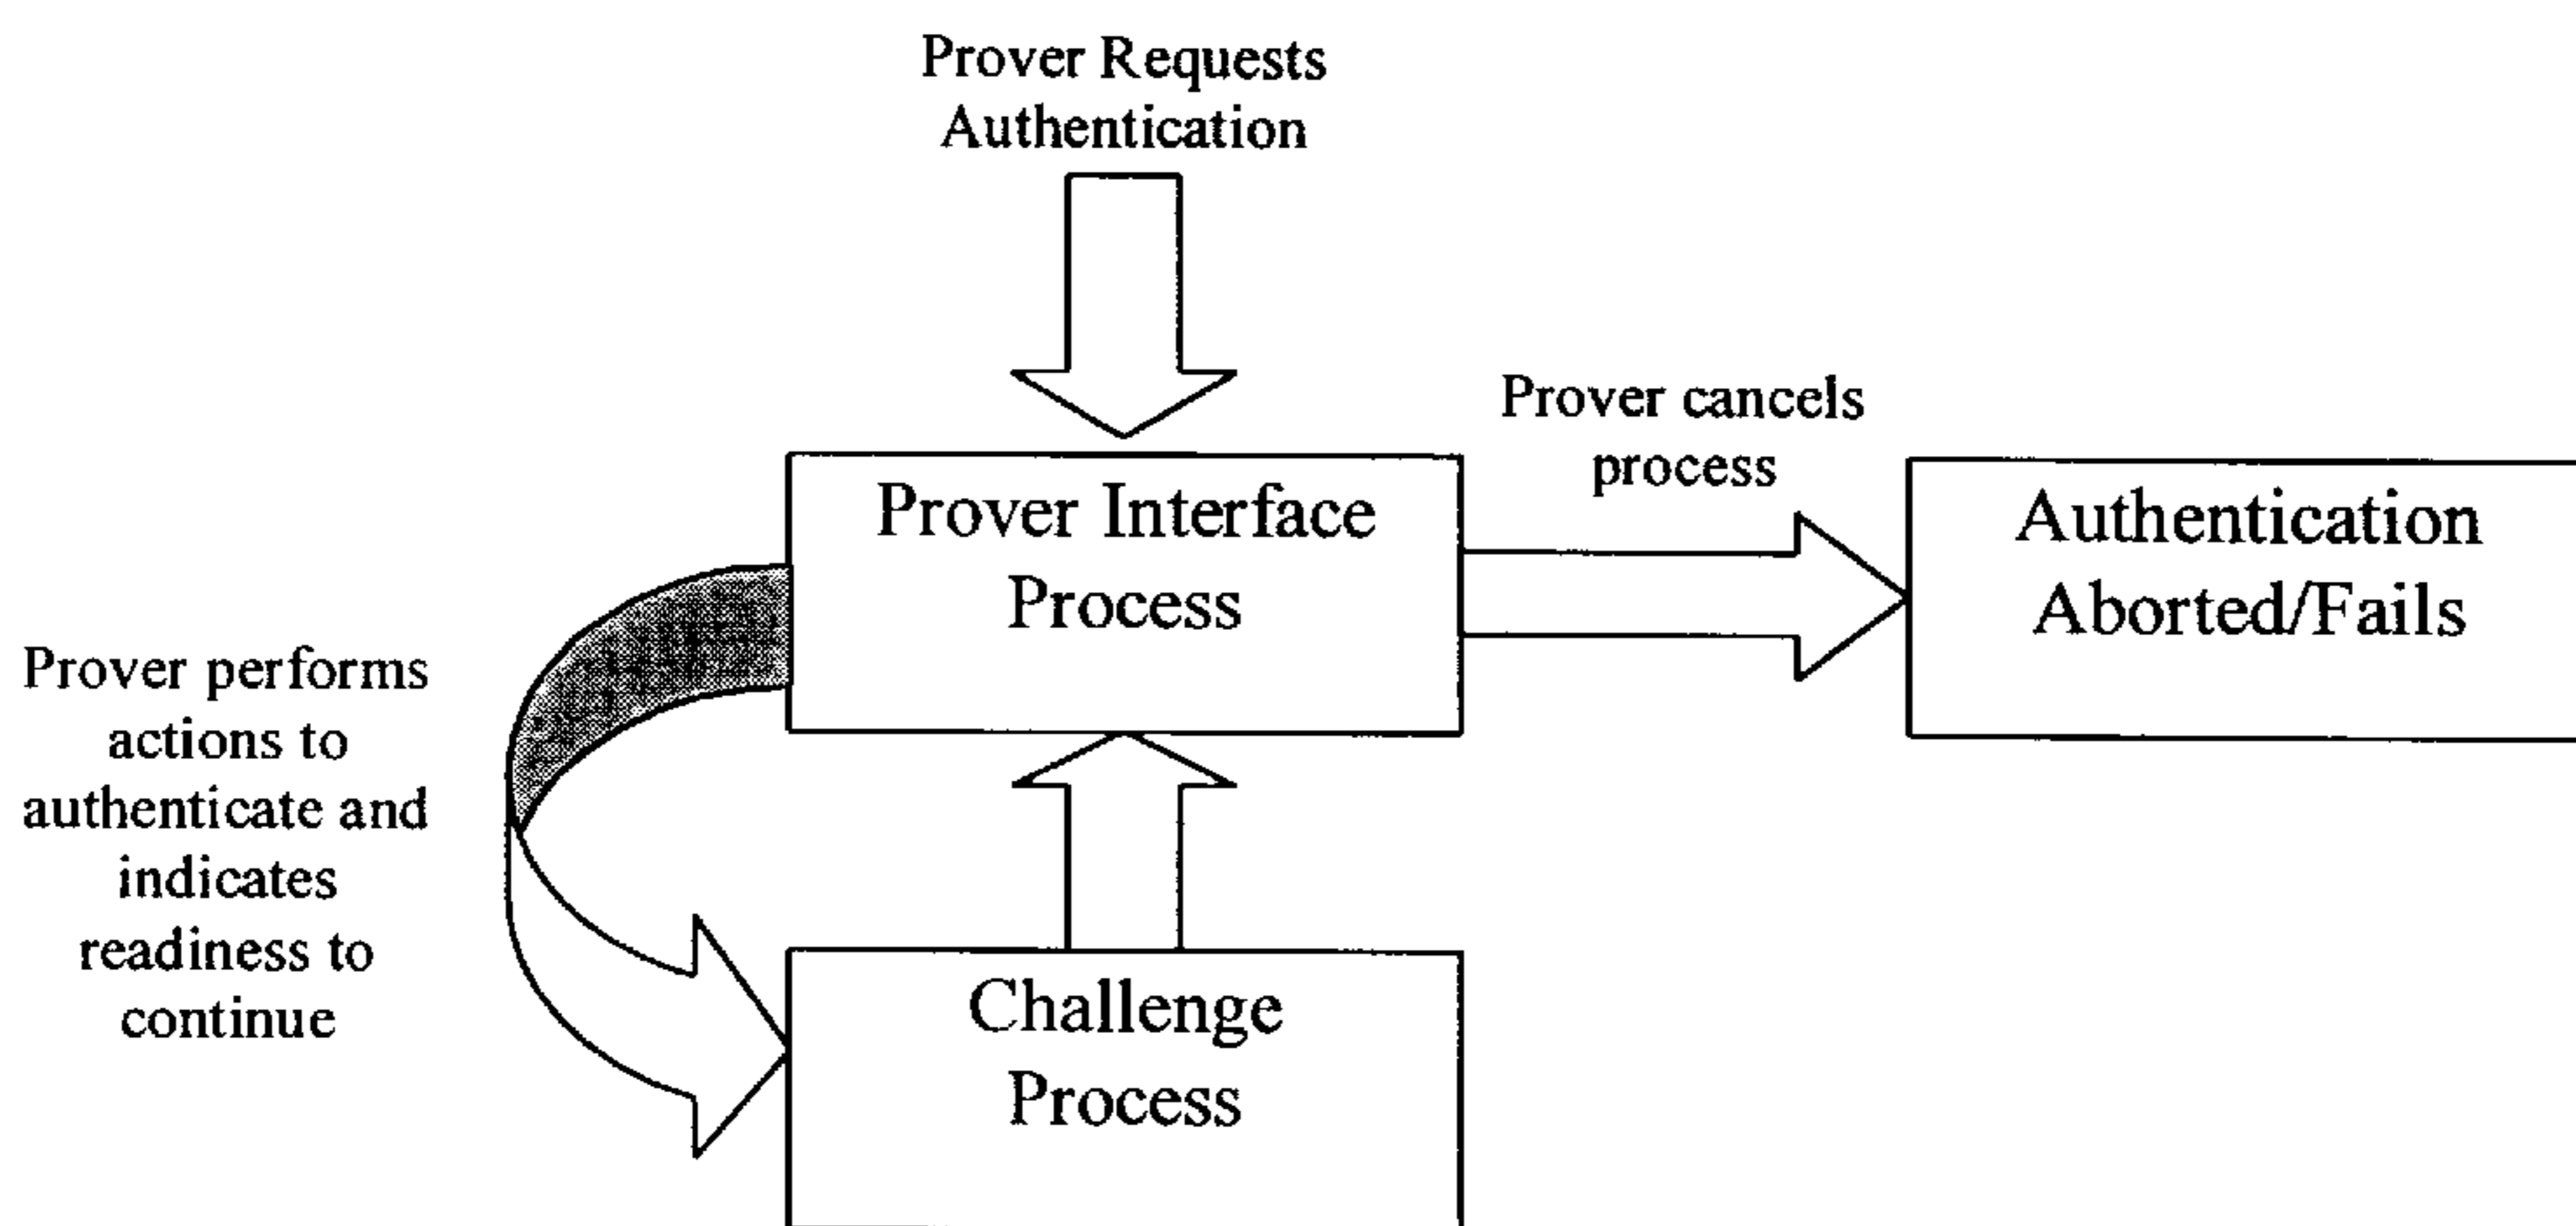 Prover Requests
Authentication
Prover cancels
process
Prover Interface
Process
Authentication
Aborted/Fails
Prover performs
actions to
authenticate and
indicates
readiness to
continue
Challenge
Process